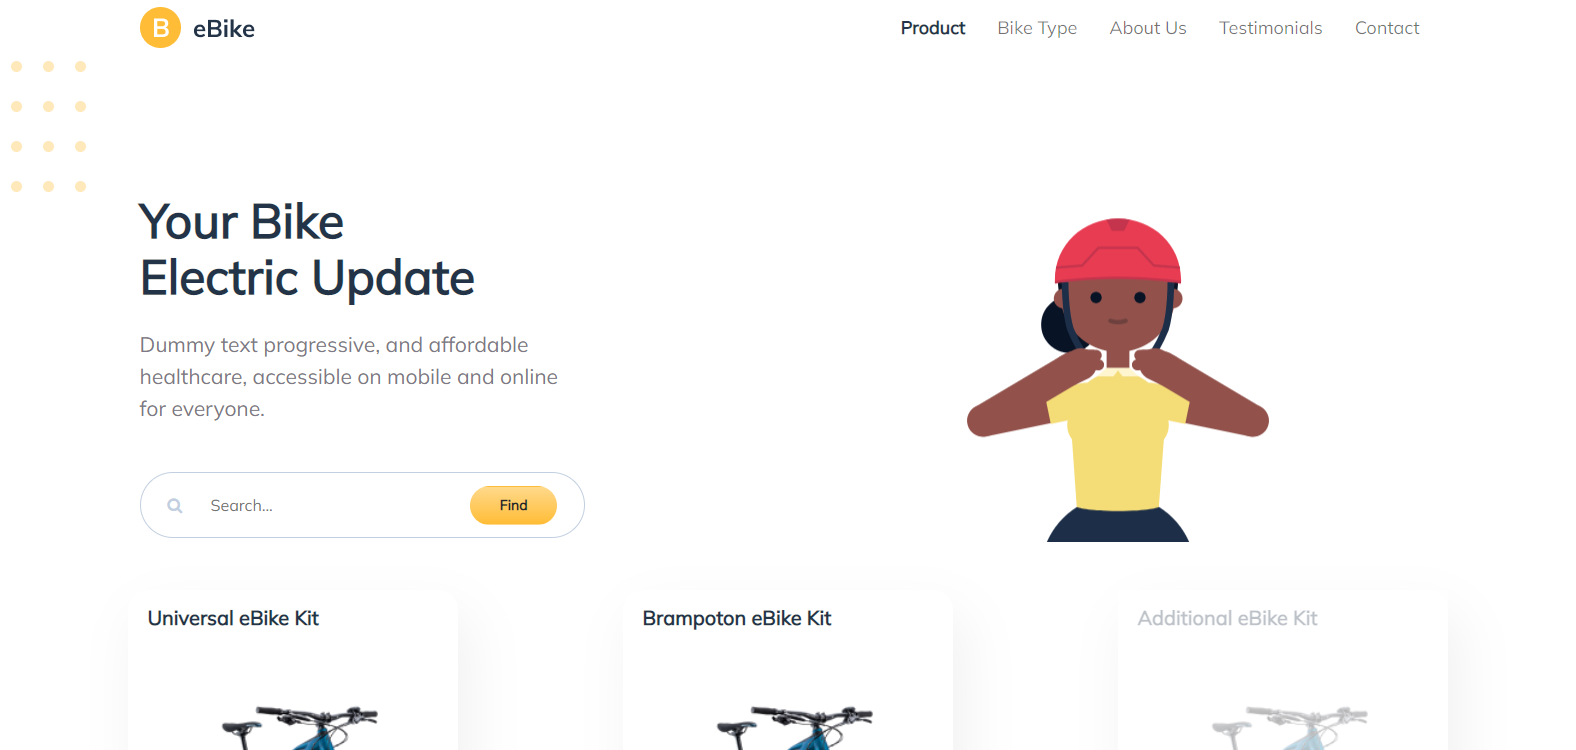 B eBike
Product Bike Type About Us Testimonials Contact
Your Bike
Electric Update
Dummy text progressive, and affordable
healthcare, accessible on mobile and online
for everyone.
Search...
Find
Universal eBike Kit
Brampoton eBike Kit
Additional eBike Kit